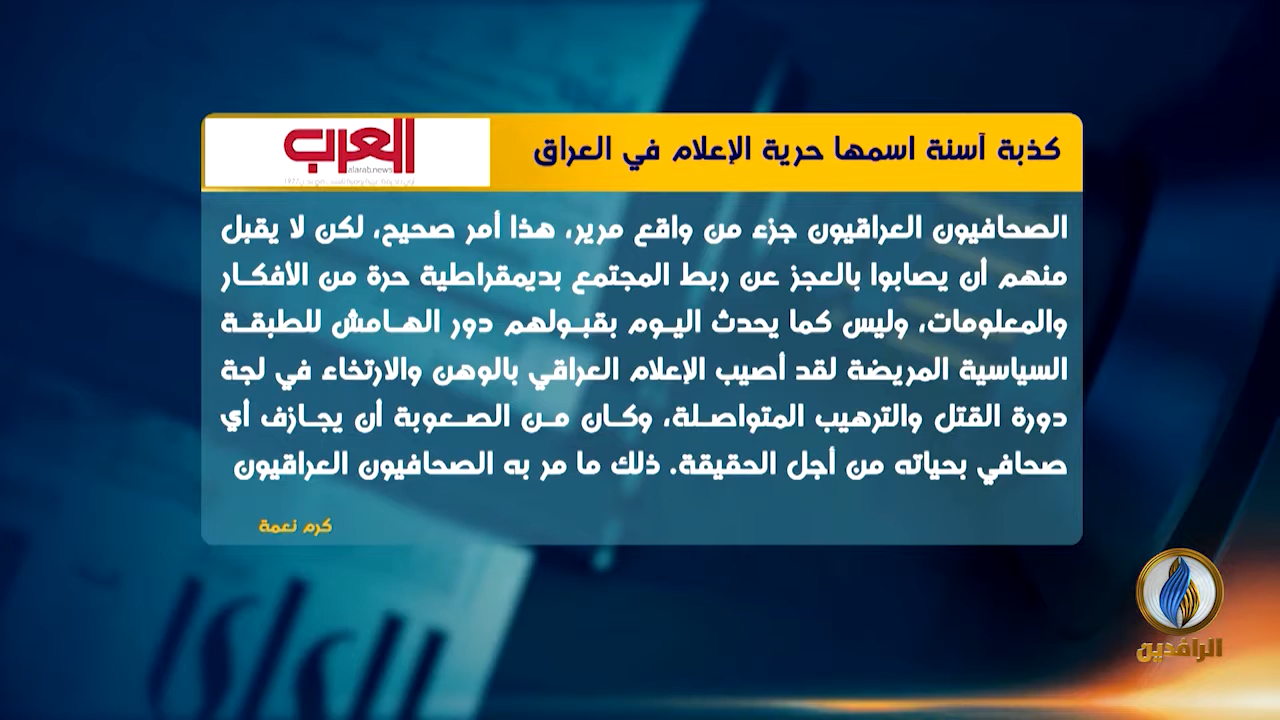 كذبة آسنة اسمها حرية الإعلام في العراق
العرب
alarab.news
الصحافيون العراقيون جزء من واقع مرير، هذا أمر صحيح، لكن لا يقبل
منهم أن يصابوا بالعجز عن ربط المجتمع بديمقراطية حرة من الأفكار
والمعلومات، وليس كما يحدث اليوم بقبولهم دور الهامش للطبقة
السياسية المريضة لقد أصيب الإعلام العراقي بالوهن والارتخاء في لجة
دورة القتل والترهيب المتواصلة، وكان من الصعوبة أن يجازف أي
صحافي بحياته من أجل الحقيقة. ذلك ما مر به الصحافيون العراقيون
كرم نعمة
الرافدين